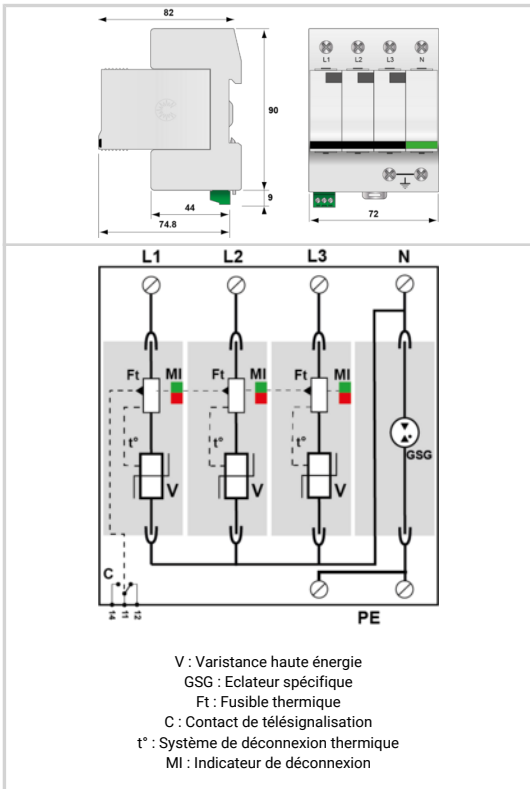 82
L1 L2 L3 N
90
9
44
74.8
72
L1 L2 L3 N
Ft MI Ft MI Ft MI
t° t° t°
GSG
V V V
C
14 11 12
PE
V : Varistance haute énergie
GSG : Eclateur spécifique
Ft : Fusible thermique
C : Contact de télésignalisation
t° : Système de déconnexion thermique
MI : Indicateur de déconnexion